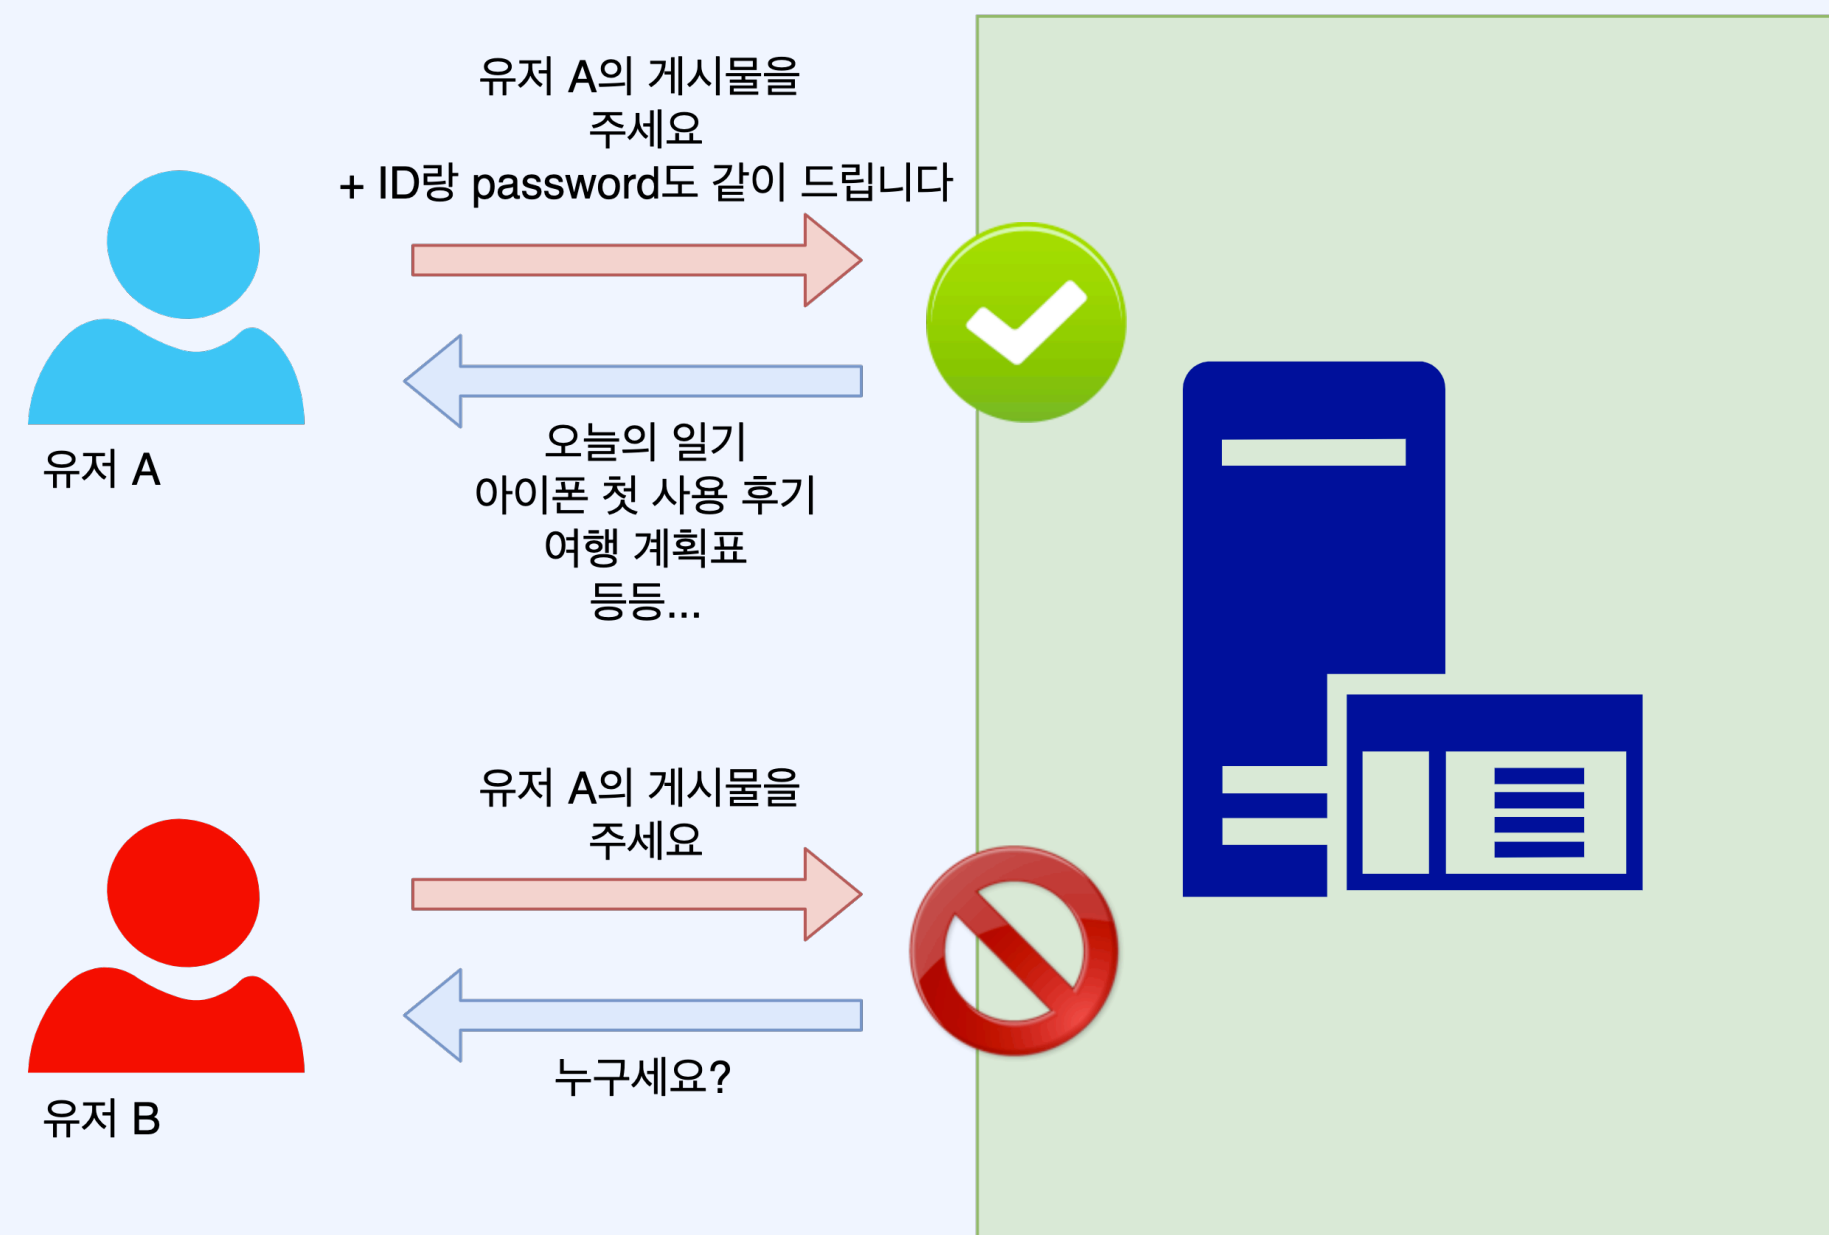 유저 A의 게시물을
주세요
+ ID랑 password도 같이 드립니다
유저 A
오늘의 일기
아이폰 첫 사용 후기
여행 계획표
등등...
유저 A의 게시물을
주세요
누구세요?
유저 B